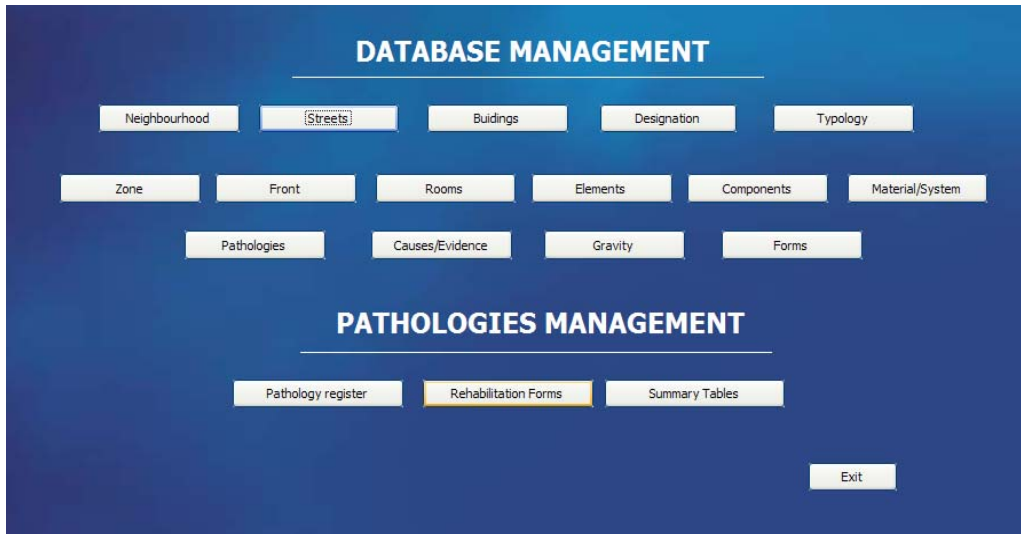 DATABASE MANAGEMENT
Neighbourhood Streets Buidings Designation Typology
Zone Front Rooms Elements Components Material/System
Pathologies Causes/Evidence Gravity Forms
PATHOLOGIES MANAGEMENT
Pathology register Rehabilitation Forms Summary Tables
Exit